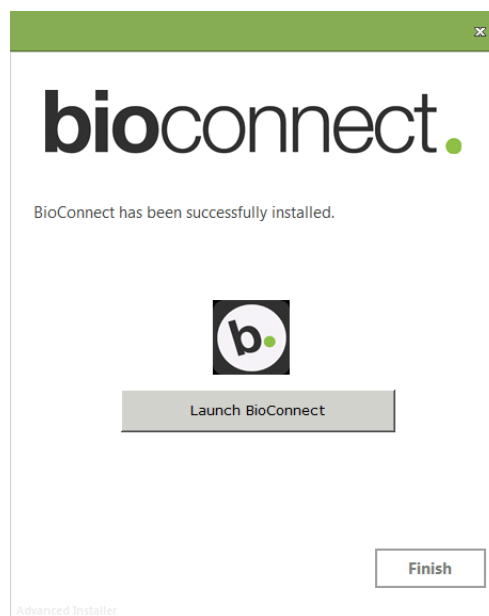 bioconnect.
BioConnect has been successfully installed.
b.
Launch BioConnect
Finish
Advanced Installer